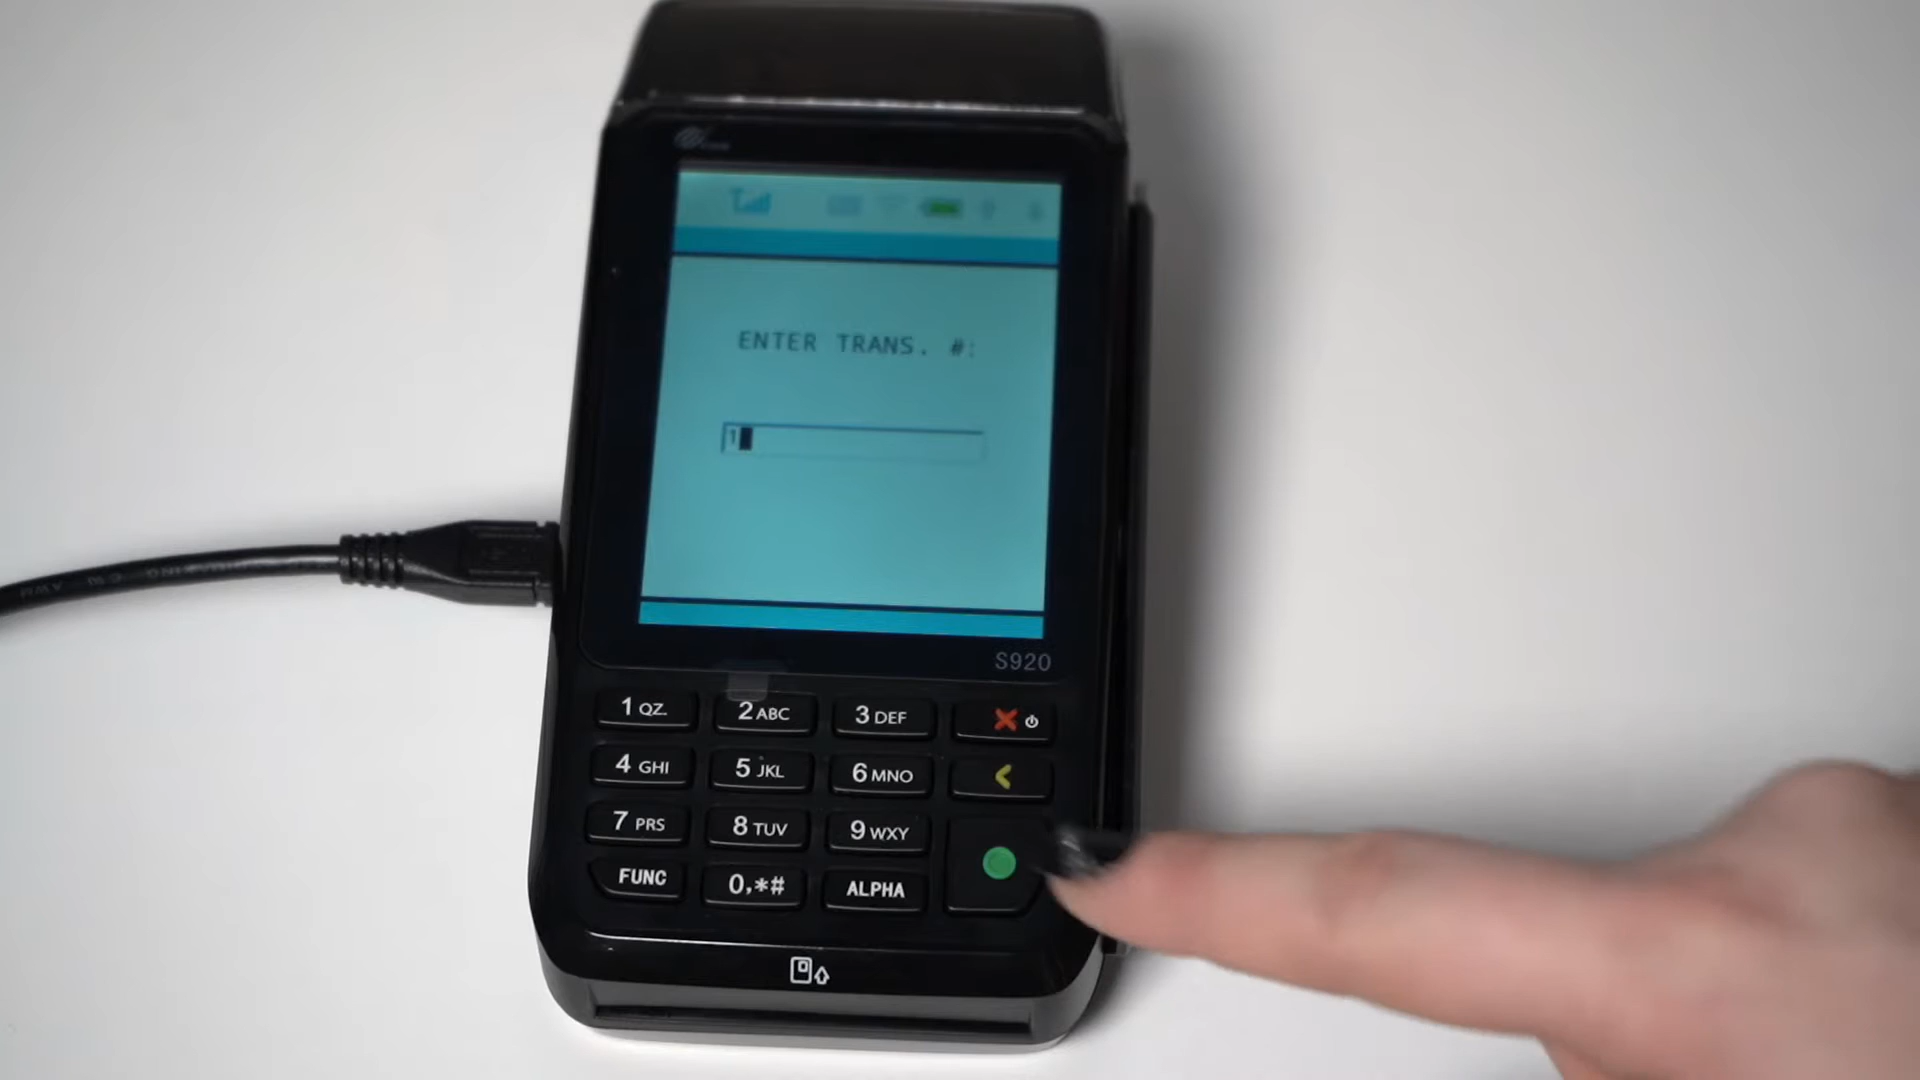 ENTER TRANS. #:
1
S920
1 QZ.
2 ABC
3 DEF
4 GHI
5 JKL
6 MNO
7 PRS
8 TUV
9 WXY
FUNC
0,*#
ALPHA